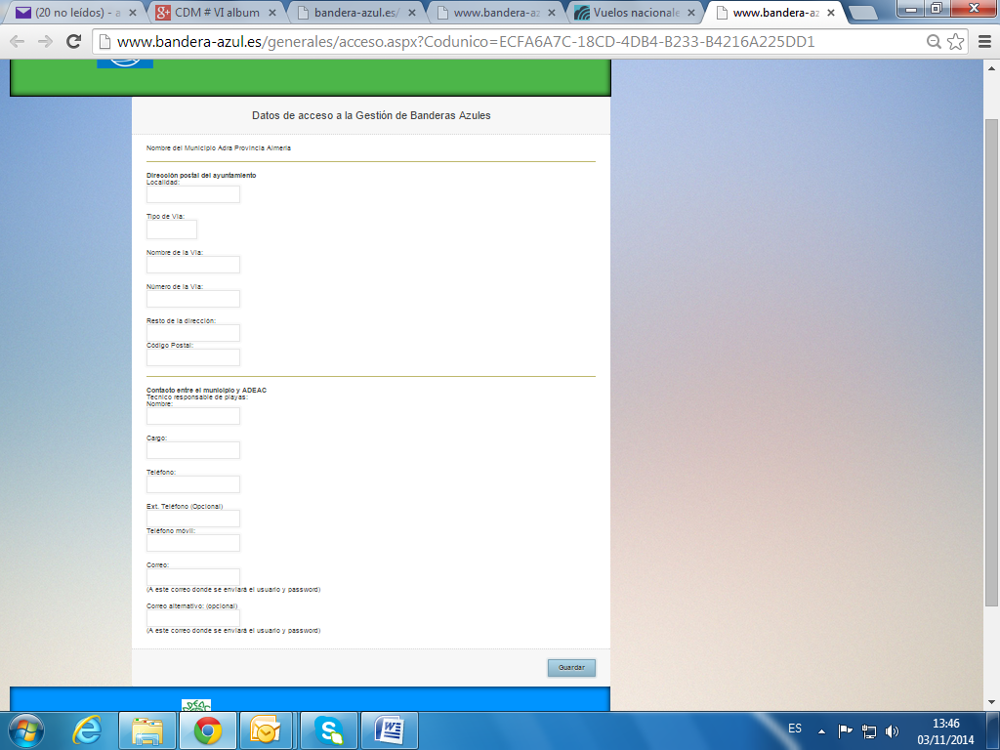 (20 no leídos) - a
CDM # VI album
bandera-azul.es/
www.bandera-az
Vuelos nacionale
www.bandera-az
www.bandera-azul.es/generales/acceso.aspx?Codunico=ECFA6A7C-18CD-4DB4-B233-B4216A225DD1
Datos de acceso a la Gestión de Banderas Azules
Nombre del Municipio Adra Provincia Almeria
Dirección postal del ayuntamiento
Localidad:
Tipo de Vía:
Nombre de la Vía:
Número de la Vía:
Resto de la dirección:
Código Postal:
Contacto entre el municipio y ADEAC
Tecnico responsable de playas:
Nombre:
Cargo:
Teléfono:
Ext. Teléfono (Opcional)
Teléfono móvil:
Correo:
(A este correo donde se enviará el usuario y password)
Correo alternativo: (opcional)
(A este correo donde se enviará el usuario y password)
Guardar
ES
13:46
03/11/2014